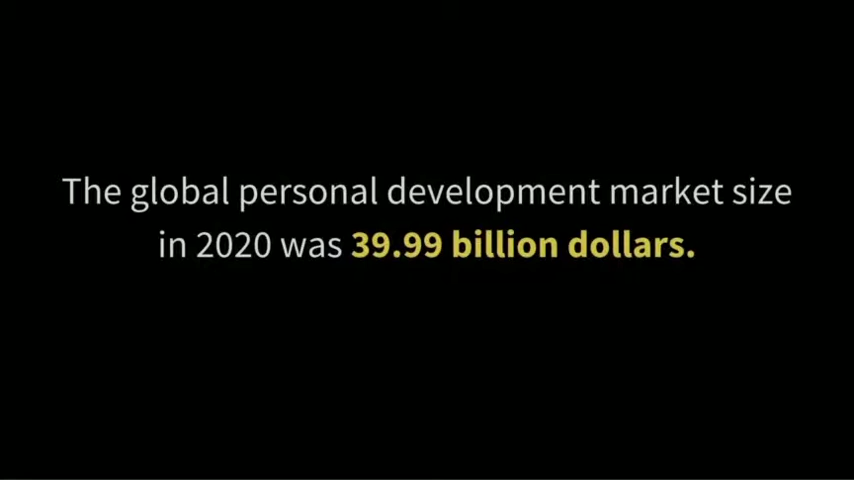 The global personal development market size
in 2020 was 39.99 billion dollars.